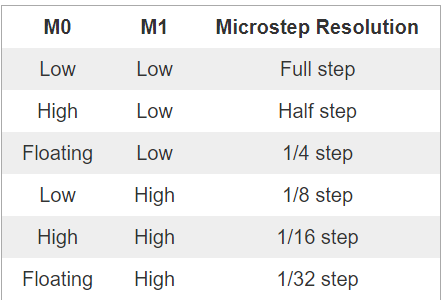 M0 M1 Microstep Resolution
Low Low Full step
High Low Half step
Floating Low 1/4 step
Low High 1/8 step
High High 1/16 step
Floating High 1/32 step